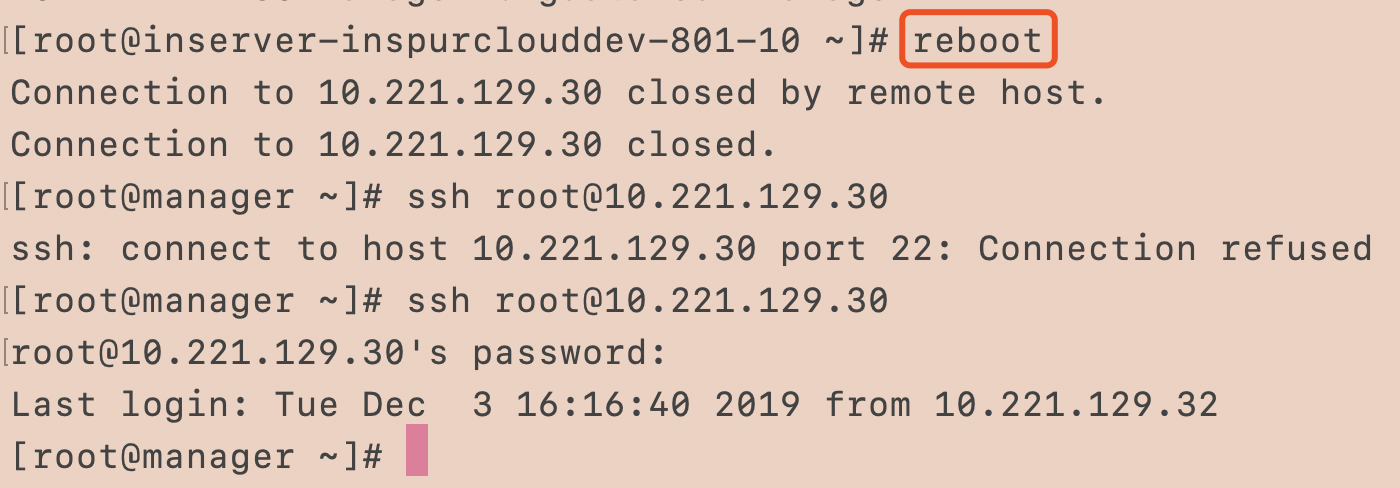 [[root@inserver-inspurclouddev-801-10 ~]# reboot
Connection to 10.221.129.30 closed by remote host.
Connection to 10.221.129.30 closed.
[[root@manager ~]# ssh root@10.221.129.30
ssh: connect to host 10.221.129.30 port 22: Connection refused
[[root@manager ~]# ssh root@10.221.129.30
[root@10.221.129.30's password:
Last login: Tue Dec  3 16:16:40 2019 from 10.221.129.32
[root@manager ~]#